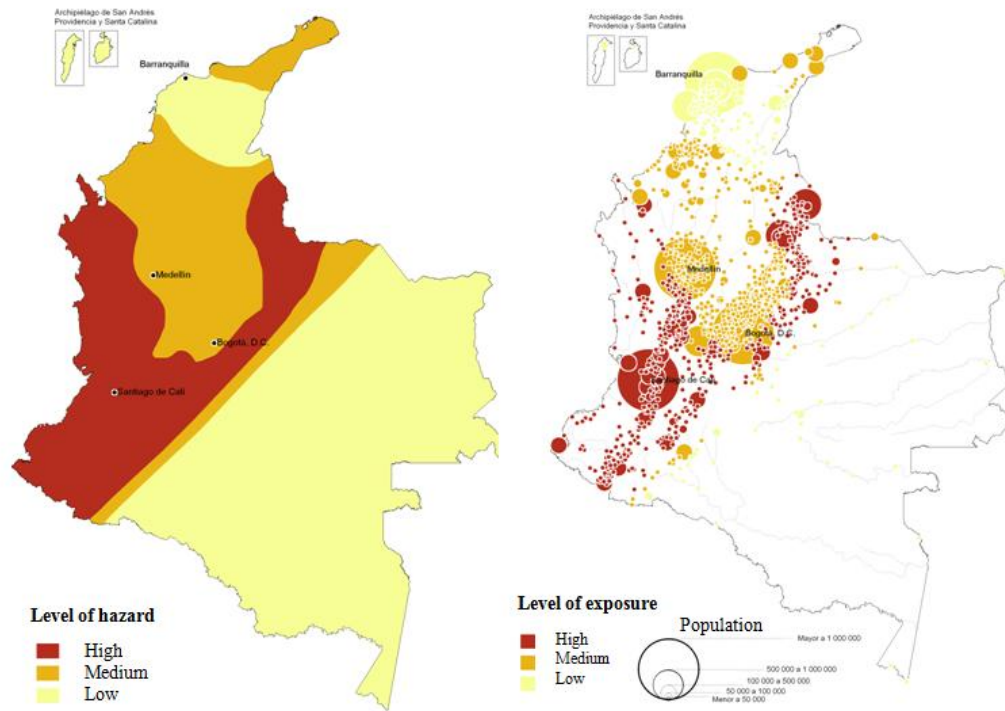 Archipiélago de San Andrés
Providencia y Santa Catalina
Barranquilla
Medellín
Bogotá, D.C.
Santiago de Cali
Level of hazard
High
Medium
Low
Archipiélago de San Andrés
Providencia y Santa Catalina
Barranquilla
Medellín
Bogotá, D.C.
Santiago de Cali
Level of exposure
High
Medium
Low
Population
Mayor a 1 000 000
500 000 a 1 000 000
100 000 a 500 000
50 000 a 100 000
Menor a 50 000